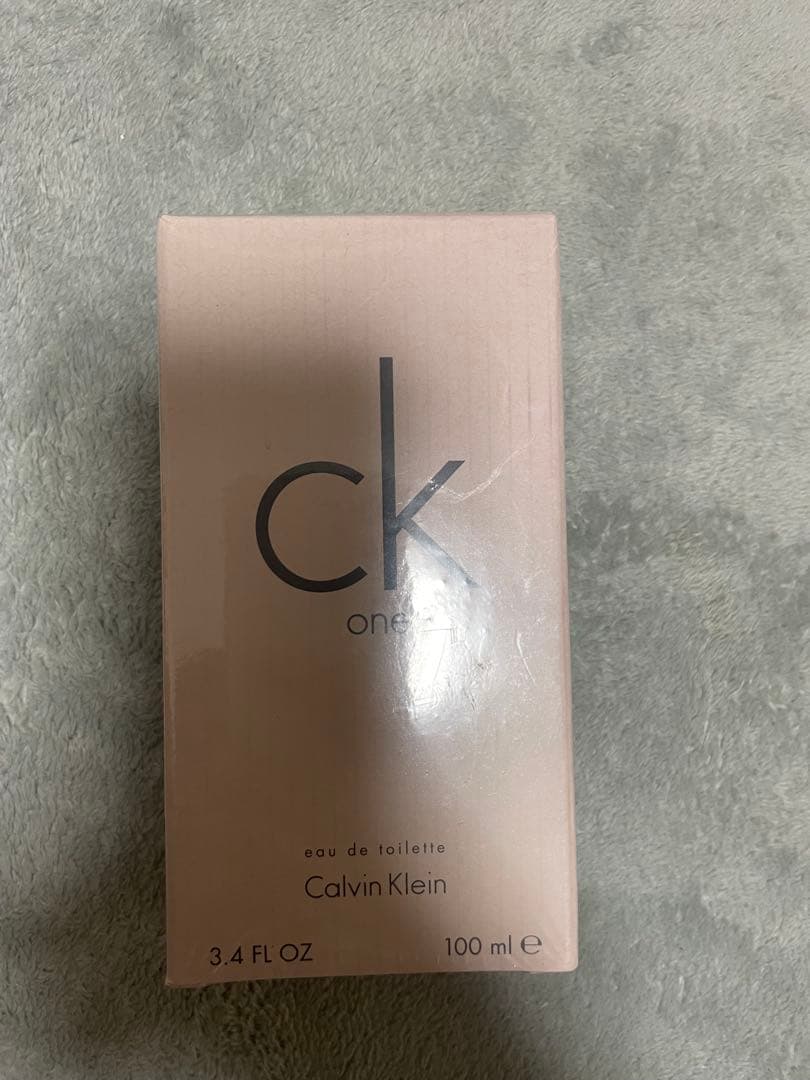 ck
one
eau de toilette
Calvin Klein
3.4 FL OZ 100 ml ℮